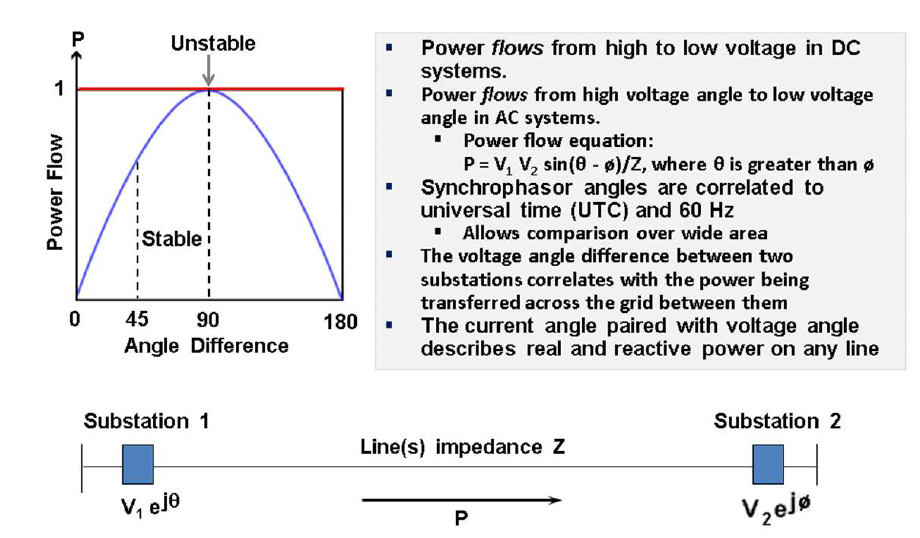 P
Unstable
1
Power Flow
Stable
0 45 90 180
Angle Difference
▪ Power flows from high to low voltage in DC
systems.
▪ Power flows from high voltage angle to low voltage
angle in AC systems.
▪ Power flow equation:
P = V₁ V₂ sin(θ - ø)/Z, where θ is greater than ø
▪ Synchrophasor angles are correlated to
universal time (UTC) and 60 Hz
▪ Allows comparison over wide area
▪ The voltage angle difference between two
substations correlates with the power being
transferred across the grid between them
▪ The current angle paired with voltage angle
describes real and reactive power on any line
Substation 1
Substation 2
Line(s) impedance Z
V₁ ejθ
P
V₂ejø